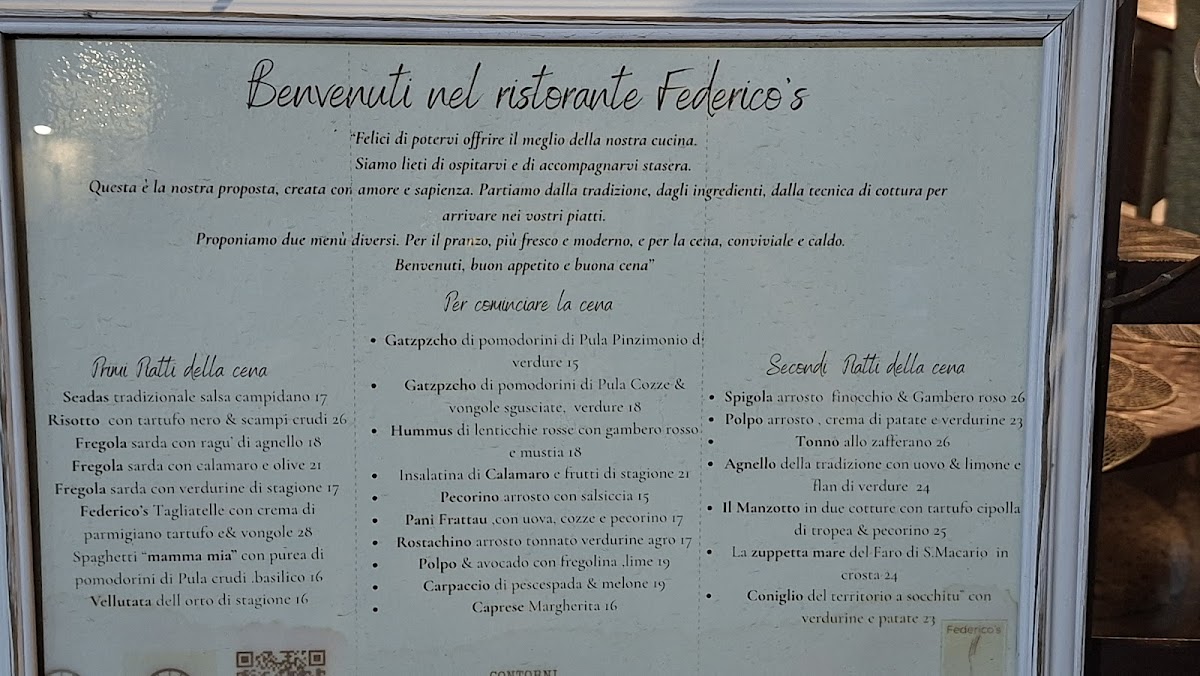 Benvenuti nel ristorante Federico's
"Felici di potervi offrire il meglio della nostra cucina.
Siamo lieti di ospitarvi e di accompagnarvi stasera.
Questa è la nostra proposta, creata con amore e sapienza. Partiamo dalla tradizione, dagli ingredienti, dalla tecnica di cottura per
arrivare nei vostri piatti.
Proponiamo due menù diversi. Per il pranzo, più fresco e moderno, e per la cena, conviviale e caldo.
Benvenuti, buon appetito e buona cena"
Primi Piatti della cena
Seadas tradizionale salsa campidano 17
Risotto con tartufo nero & scampi crudi 26
Fregola sarda con ragu' di agnello 18
Fregola sarda con calamaro e olive 21
Fregola sarda con verdurine di stagione 17
Federico's Tagliatelle con crema di
parmigiano tartufo e& vongole 28
Spaghetti "mamma mia" con purea di
pomodorini di Pula crudi .basilico 16
Vellutata dell orto di stagione 16
Per cominciare la cena
• Gatzpzcho di pomodorini di Pula Pinzimonio di
verdure 15
• Gatzpzcho di pomodorini di Pula Cozze &
vongole sgusciate, verdure 18
• Hummus di lenticchie rosse con gambero rosso
e mustia 18
• Insalatina di Calamaro e frutti di stagione 21
• Pecorino arrosto con salsiccia 15
• Pani Frattau ,con uova, cozze e pecorino 17
• Rostachino arrosto tonnato verdurine agro 17
• Polpo & avocado con fregolina ,lime 19
• Carpaccio di pescespada & melone 19
• Caprese Margherita 16
Secondi Piatti della cena
• Spigola arrosto finocchio & Gambero roso 26
• Polpo arrosto , crema di patate e verdurine 23
• Tonno allo zafferano 26
• Agnello della tradizione con uovo & limone e
flan di verdure 24
• Il Manzotto in due cotture con tartufo cipolla
di tropea & pecorino 25
• La zuppetta mare del Faro di S.Macario in
crosta 24
• Coniglio del territorio a socchitu" con
verdurine e patate 23
Federico's
CONTORNI